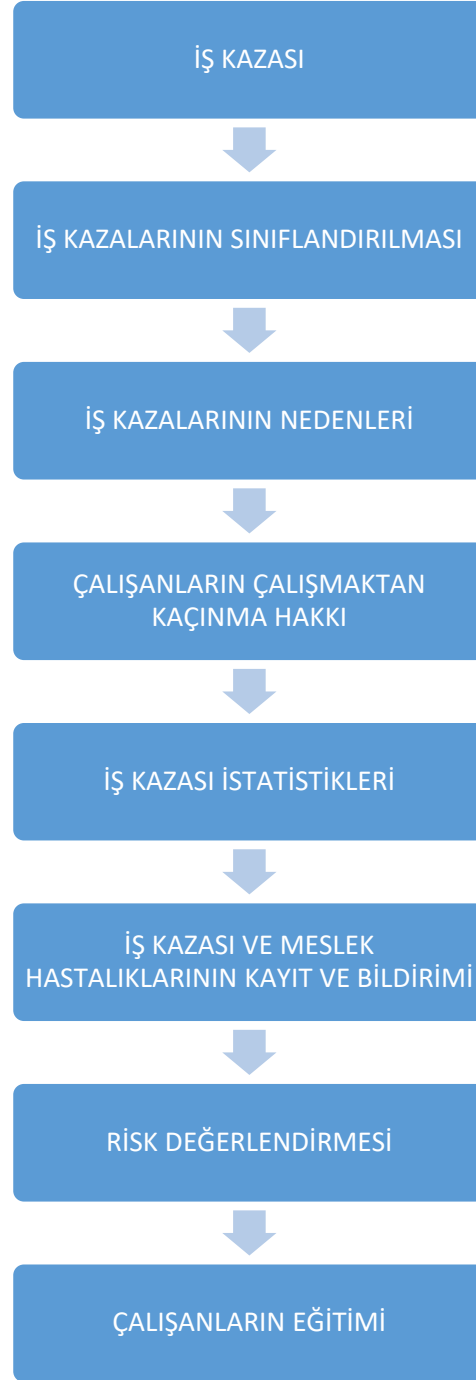 İŞ KAZASI
İŞ KAZALARININ SINIFLANDIRILMASI
İŞ KAZALARININ NEDENLERİ
ÇALIŞANLARIN ÇALIŞMAKTAN
KAÇINMA HAKKI
İŞ KAZASI İSTATİSTİKLERİ
İŞ KAZASI VE MESLEK
HASTALIKLARININ KAYIT VE BİLDİRİMİ
RİSK DEĞERLENDİRMESİ
ÇALIŞANLARIN EĞİTİMİ